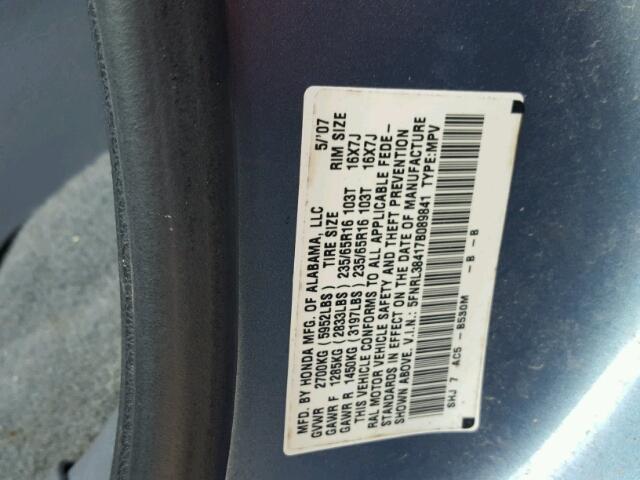 MFD. BY HONDA MFG. OF ALABAMA, LLC 5/'07
GVWR 2700KG (5952LBS) TIRE SIZE RIM SIZE
GAWR F 1285KG (2833LBS) 235/65R16 103T 16X7J
GAWR R 1450KG (3197LBS) 235/65R16 103T 16X7J
THIS VEHICLE CONFORMS TO ALL APPLICABLE FEDE-
RAL MOTOR VEHICLE SAFETY AND THEFT PREVENTION
STANDARDS IN EFFECT ON THE DATE OF MANUFACTURE
SHOWN ABOVE. V.I.N.: 5FNRL38417B089841 TYPE:MPV
SHJ 7 AC5 - B530M - B - B